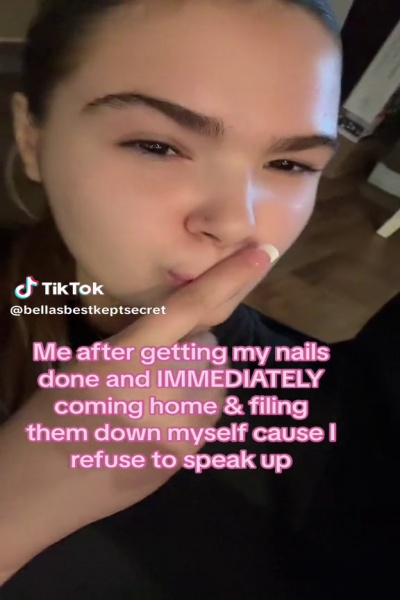 TikTok
@bellasbestkeptsecret
Me after getting my nails
done and IMMEDIATELY
coming home & filing
them down myself cause I
refuse to speak up